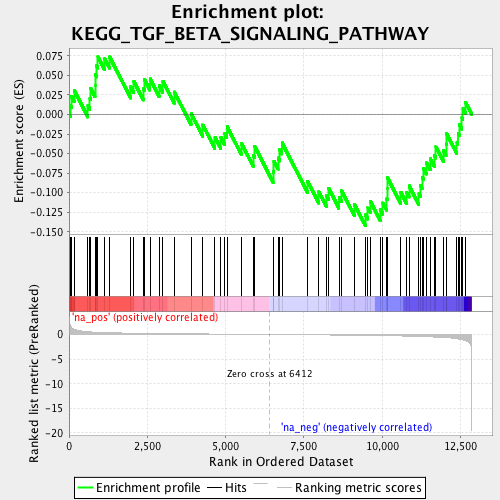 Enrichment plot:
KEGG_TGF_BETA_SIGNALING_PATHWAY
Enrichment score (ES)
0.075
0.050
0.025
0.000
-0.025
-0.050
-0.075
-0.100
-0.125
-0.150
'na_pos' (positively correlated)
Ranked list metric (PreRanked)
0
-5
-10
-15
-20
Zero cross at 6412
'na_neg' (negatively correlated)
0
2,500
5,000
7,500
10,000
12,500
Rank in Ordered Dataset
Enrichment profile
Hits
Ranking metric scores